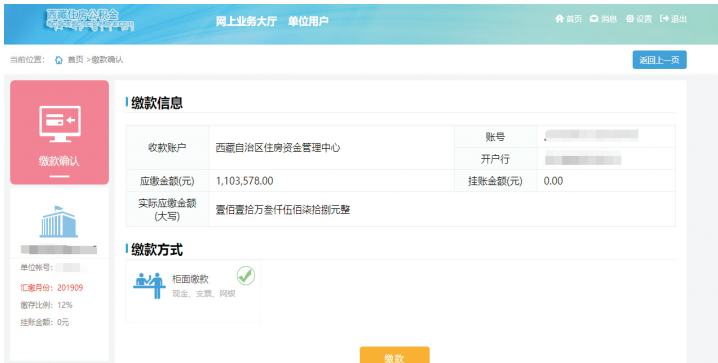 西藏住房公积金
网上业务大厅 单位用户
首页 消息 设置 退出
当前位置： 首页 >缴款确认
返回上一页
缴款确认
单位账号：
汇缴月份：201909
缴存比例：12%
挂账金额：0元
缴款信息
收款账户 西藏自治区住房资金管理中心 账号
开户行
应缴金额(元) 1,103,578.00 挂账金额(元) 0.00
实际应缴金额
(大写) 壹佰壹拾万叁仟伍佰柒拾捌元整
缴款方式
柜面缴款
现金、支票、网银
缴款